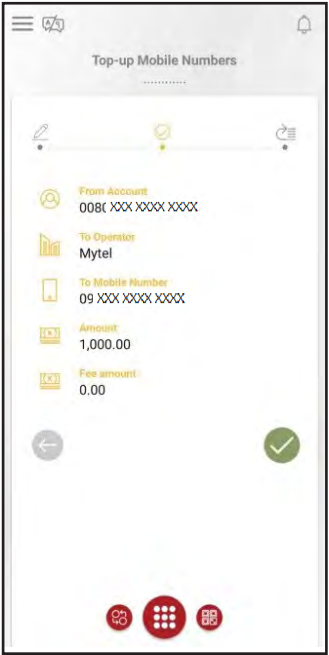 Top-up Mobile Numbers
From Account
0080 XXX XXXX XXXX
To Operator
Mytel
To Mobile Number
09 XXX XXXX XXXX
Amount
1,000.00
Fee amount
0.00